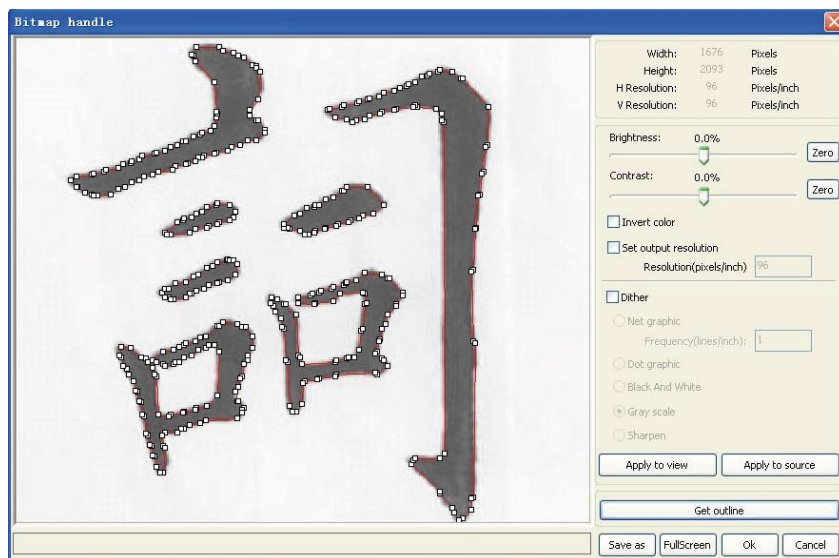 Bitmap handle
詞
Width: 1676 Pixels
Height: 2093 Pixels
H Resolution: 96 Pixels/inch
V Resolution: 96 Pixels/inch
Brightness: 0.0%
Zero
Contrast: 0.0%
Zero
Invert color
Set output resolution
Resolution(pixels/inch) 96
Dither
Net graphic
Frequency(lines/inch): 1
Dot graphic
Black And White
Gray scale
Sharpen
Apply to view Apply to source
Get outline
Save as FullScreen Ok Cancel